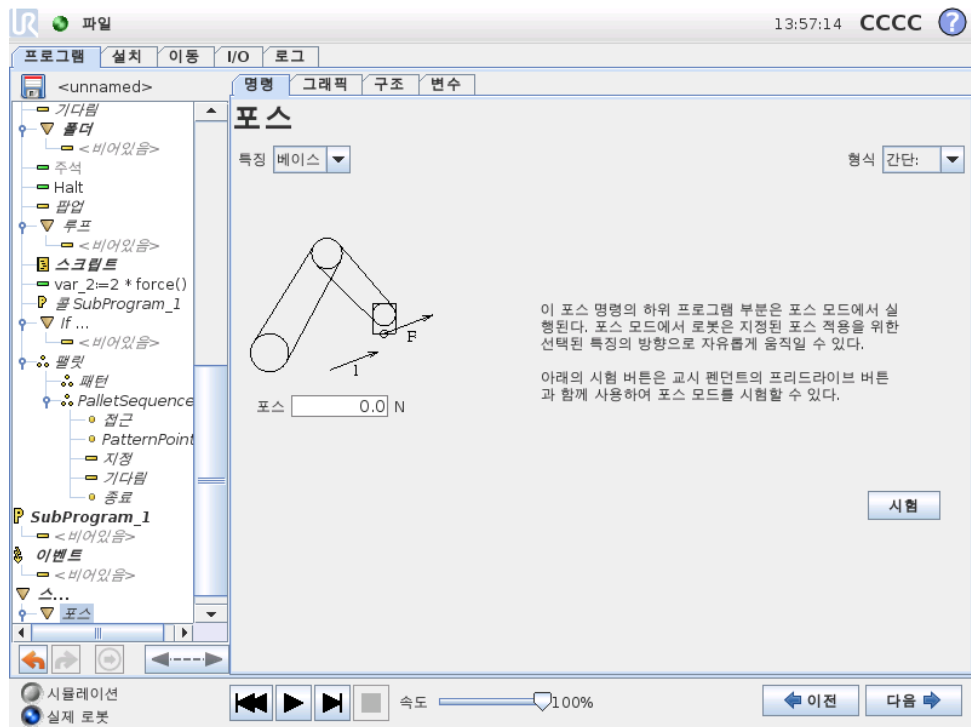 UR 파일 13:57:14 CCCC ?
프로그램 설치 이동 I/O 로그
<unnamed>
명령 그래픽 구조 변수
기다림
폴더
<비어있음>
주석
Halt
팝업
루프
<비어있음>
스크립트
var_2≔2 * force()
콜 SubProgram_1
If ...
<비어있음>
팰릿
패턴
PalletSequence
접근
PatternPoint
지정
기다림
종료
SubProgram_1
<비어있음>
이벤트
<비어있음>
스...
포스
포스
특징 베이스
형식 간단:
F
1
포스 0.0 N
이 포스 명령의 하위 프로그램 부분은 포스 모드에서 실
행된다. 포스 모드에서 로봇은 지정된 포스 적용을 위한
선택된 특징의 방향으로 자유롭게 움직일 수 있다.
아래의 시험 버튼은 교시 펜던트의 프리드라이브 버튼
과 함께 사용하여 포스 모드를 시험할 수 있다.
시험
시뮬레이션
실제 로봇
속도 100%
이전 다음